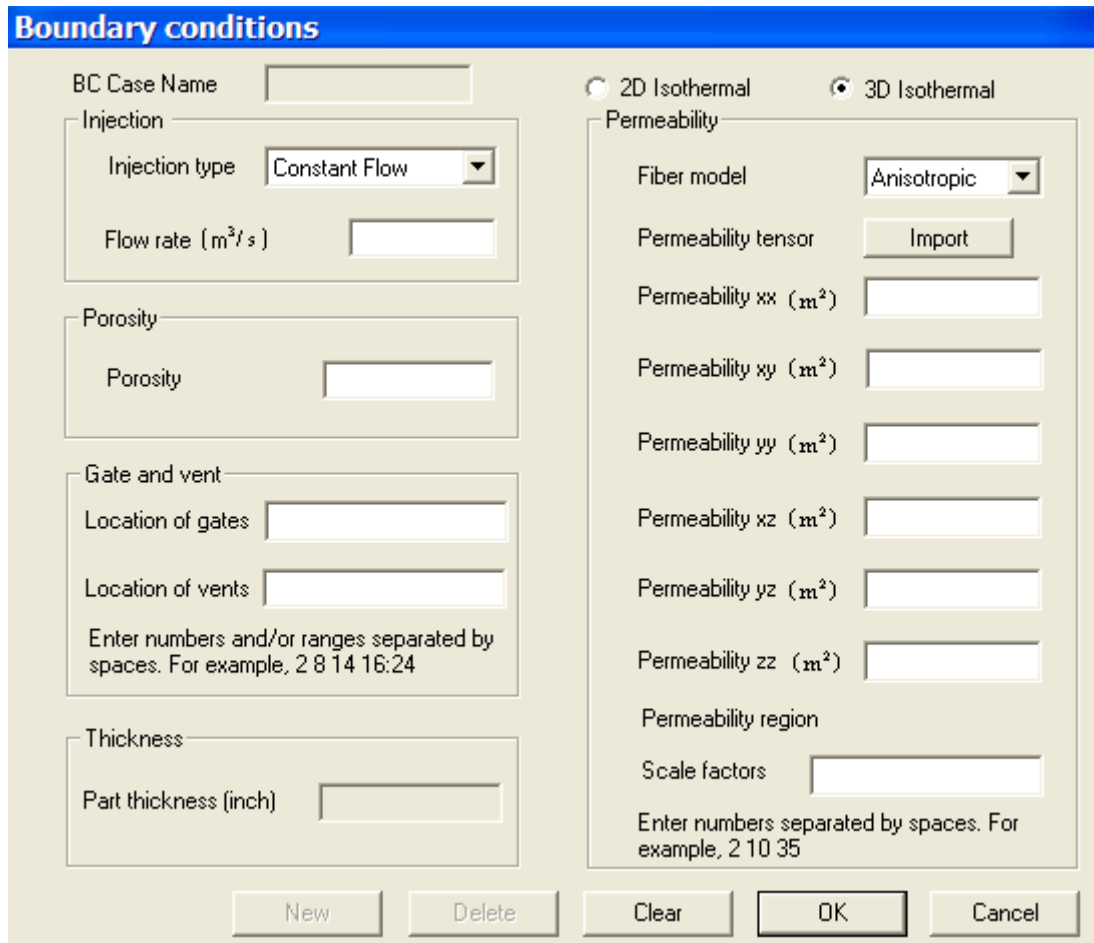 Boundary conditions
BC Case Name
2D Isothermal
3D Isothermal
Injection
Injection type
Constant Flow
Flow rate (m³/s)
Porosity
Porosity
Gate and vent
Location of gates
Location of vents
Enter numbers and/or ranges separated by
spaces. For example, 2 8 14 16:24
Thickness
Part thickness (inch)
Permeability
Fiber model
Anisotropic
Permeability tensor
Import
Permeability xx (m²)
Permeability xy (m²)
Permeability yy (m²)
Permeability xz (m²)
Permeability yz (m²)
Permeability zz (m²)
Permeability region
Scale factors
Enter numbers separated by spaces. For
example, 2 10 35
New
Delete
Clear
OK
Cancel